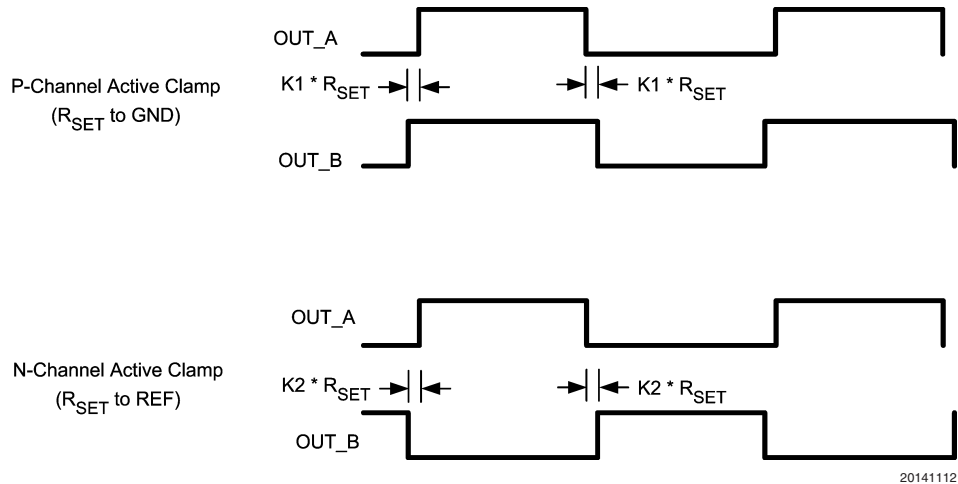 OUT_A
P-Channel Active Clamp
(RSET to GND)
K1 * RSET
K1 * RSET
OUT_B
OUT_A
N-Channel Active Clamp
(RSET to REF)
K2 * RSET
K2 * RSET
OUT_B
20141112